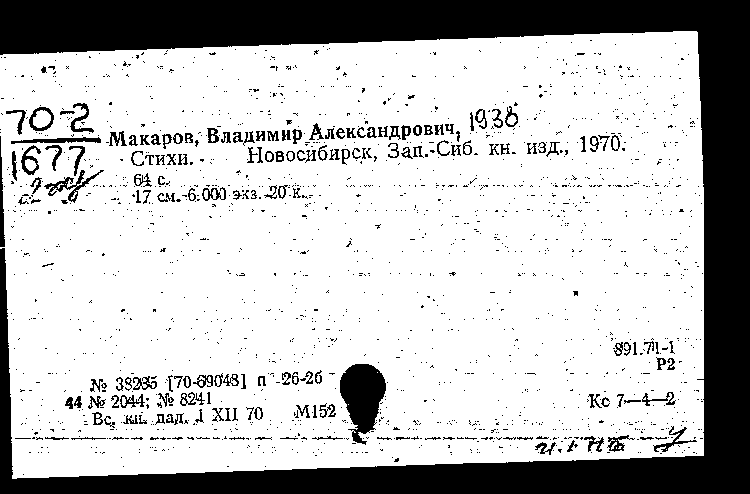 70-2
1677
Макаров, Владимир Александрович, 1938
Стихи. - Новосибирск, Зап.-Сиб. кн. изд., 1970.
64 с.
17 см. 6.000 экз. 20 к.
891.71-1
Р2
№ 38235 [70-69048] п 26-26
44 № 2044; № 8241
Вс. кн. пал. 1 XII 70 М152
Кс 7—4—2